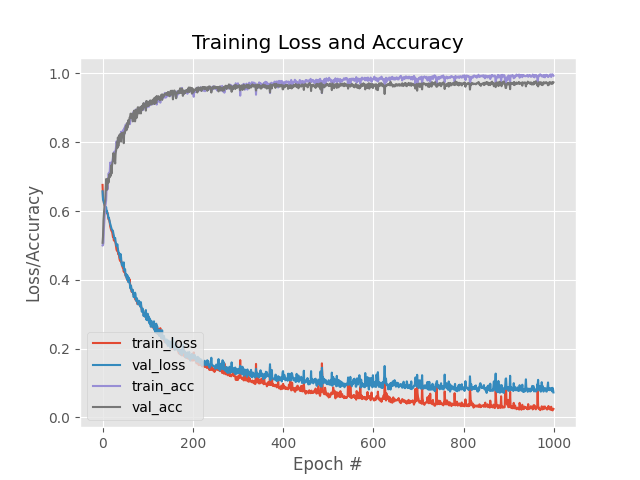 Training Loss and Accuracy
1.0
0.8
0.6
0.4
0.2
0.0
Loss/Accuracy
train_loss
val_loss
train_acc
val_acc
0 200 400 600 800 1000
Epoch #